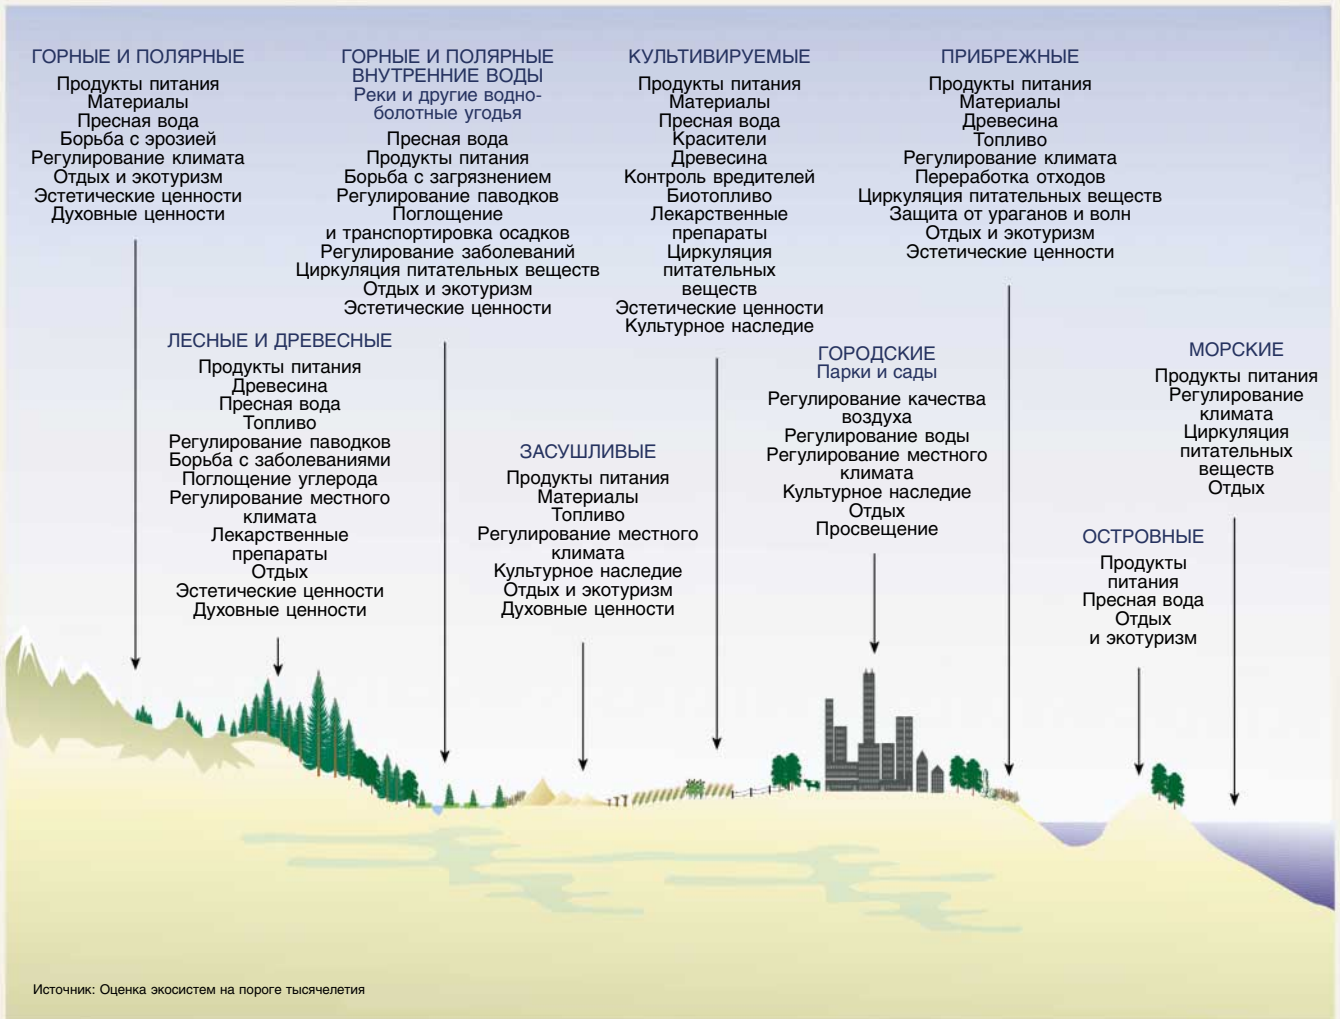 ГОРНЫЕ И ПОЛЯРНЫЕ
Продукты питания
Материалы
Пресная вода
Борьба с эрозией
Регулирование климата
Отдых и экотуризм
Эстетические ценности
Духовные ценности
ГОРНЫЕ И ПОЛЯРНЫЕ
ВНУТРЕННИЕ ВОДЫ
Реки и другие водно-
болотные угодья
Пресная вода
Продукты питания
Борьба с загрязнением
Регулирование паводков
Поглощение
и транспортировка осадков
Регулирование заболеваний
Циркуляция питательных веществ
Отдых и экотуризм
Эстетические ценности
КУЛЬТИВИРУЕМЫЕ
Продукты питания
Материалы
Пресная вода
Красители
Древесина
Контроль вредителей
Биотопливо
Лекарственные
препараты
Циркуляция
питательных
веществ
Эстетические ценности
Культурное наследие
ПРИБРЕЖНЫЕ
Продукты питания
Материалы
Древесина
Топливо
Регулирование климата
Переработка отходов
Циркуляция питательных веществ
Защита от ураганов и волн
Отдых и экотуризм
Эстетические ценности
ЛЕСНЫЕ И ДРЕВЕСНЫЕ
Продукты питания
Древесина
Пресная вода
Топливо
Регулирование паводков
Борьба с заболеваниями
Поглощение углерода
Регулирование местного
климата
Лекарственные
препараты
Отдых
Эстетические ценности
Духовные ценности
ЗАСУШЛИВЫЕ
Продукты питания
Материалы
Топливо
Регулирование местного
климата
Культурное наследие
Отдых и экотуризм
Духовные ценности
ГОРОДСКИЕ
Парки и сады
Регулирование качества
воздуха
Регулирование воды
Регулирование местного
климата
Культурное наследие
Отдых
Просвещение
МОРСКИЕ
Продукты питания
Регулирование
климата
Циркуляция
питательных
веществ
Отдых
ОСТРОВНЫЕ
Продукты
питания
Пресная вода
Отдых
и экотуризм
Источник: Оценка экосистем на пороге тысячелетия